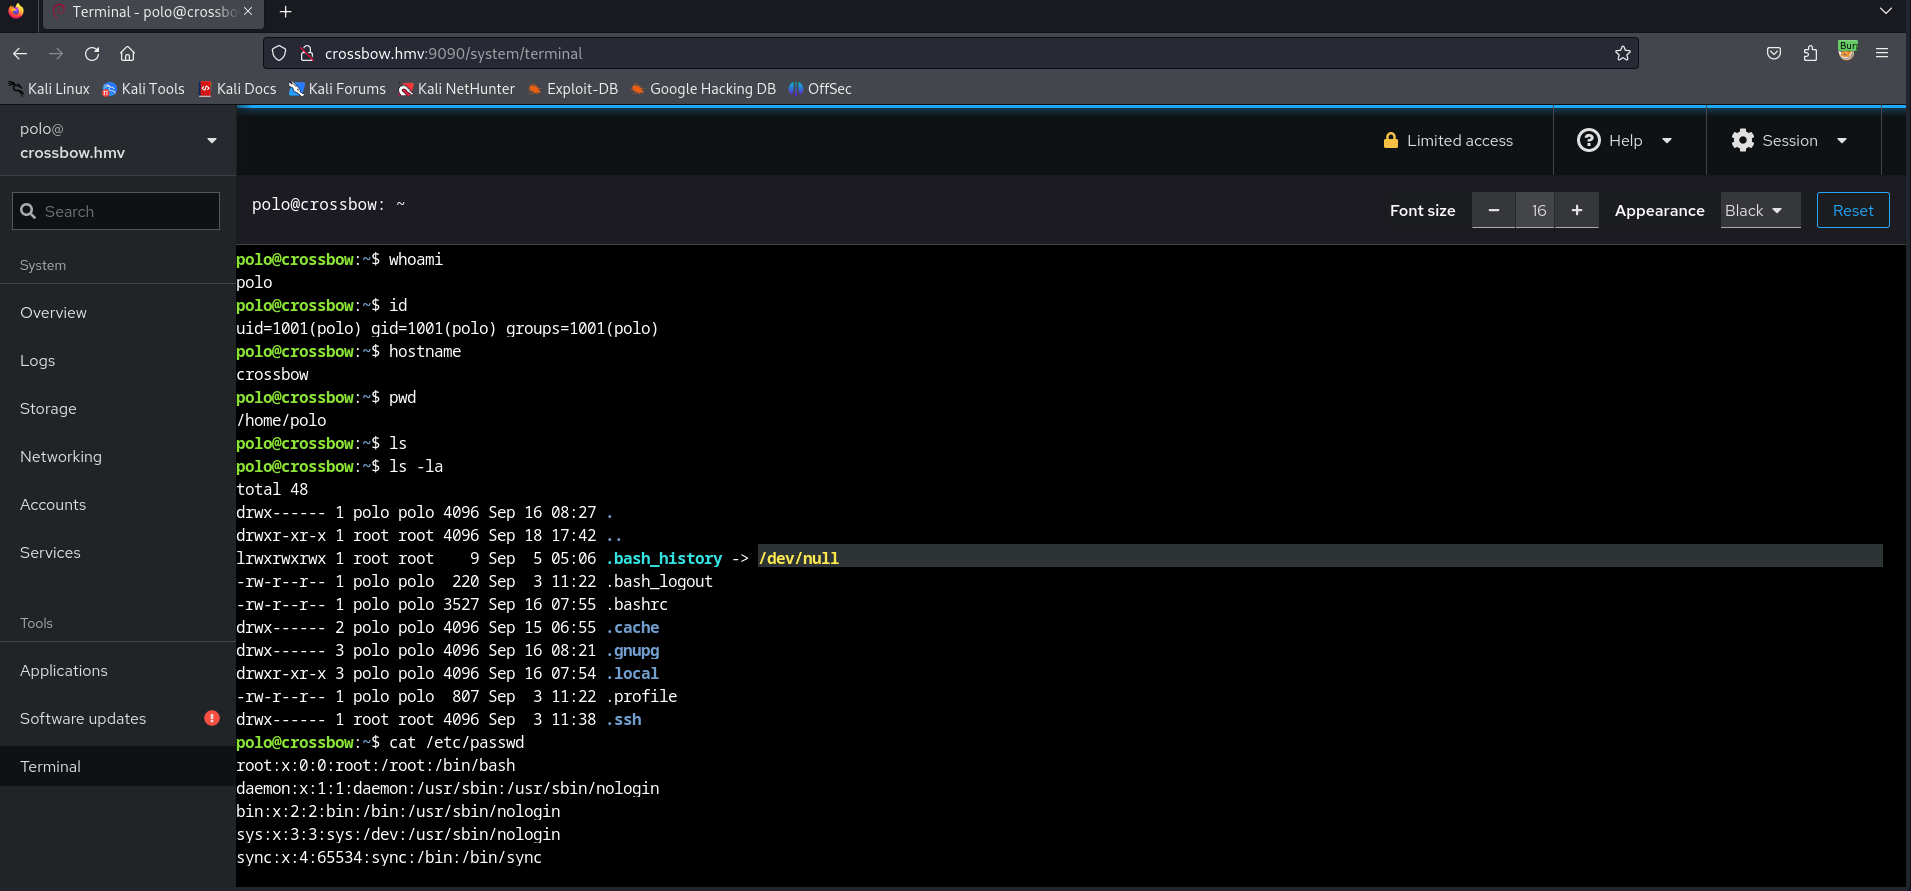 Terminal - polo@crossbo
crossbow.hmv:9090/system/terminal
Burp
Kali Linux Kali Tools Kali Docs Kali Forums Kali NetHunter Exploit-DB Google Hacking DB OffSec
polo@
crossbow.hmv
Limited access Help Session
Search
polo@crossbow: ~
Font size 16 Appearance Black Reset
System
Overview
Logs
Storage
Networking
Accounts
Services
Tools
Applications
Software updates
Terminal
polo@crossbow:~$ whoami
polo
polo@crossbow:~$ id
uid=1001(polo) gid=1001(polo) groups=1001(polo)
polo@crossbow:~$ hostname
crossbow
polo@crossbow:~$ pwd
/home/polo
polo@crossbow:~$ ls
polo@crossbow:~$ ls -la
total 48
drwx------ 1 polo polo 4096 Sep 16 08:27 .
drwxr-xr-x 1 root root 4096 Sep 18 17:42 ..
lrwxrwxrwx 1 root root    9 Sep  5 05:06 .bash_history -> /dev/null
-rw-r--r-- 1 polo polo  220 Sep  3 11:22 .bash_logout
-rw-r--r-- 1 polo polo 3527 Sep 16 07:55 .bashrc
drwx------ 2 polo polo 4096 Sep 15 06:55 .cache
drwx------ 3 polo polo 4096 Sep 16 08:21 .gnupg
drwxr-xr-x 3 polo polo 4096 Sep 16 07:54 .local
-rw-r--r-- 1 polo polo  807 Sep  3 11:22 .profile
drwx------ 1 root root 4096 Sep  3 11:38 .ssh
polo@crossbow:~$ cat /etc/passwd
root:x:0:0:root:/root:/bin/bash
daemon:x:1:1:daemon:/usr/sbin:/usr/sbin/nologin
bin:x:2:2:bin:/bin:/usr/sbin/nologin
sys:x:3:3:sys:/dev:/usr/sbin/nologin
sync:x:4:65534:sync:/bin:/bin/sync